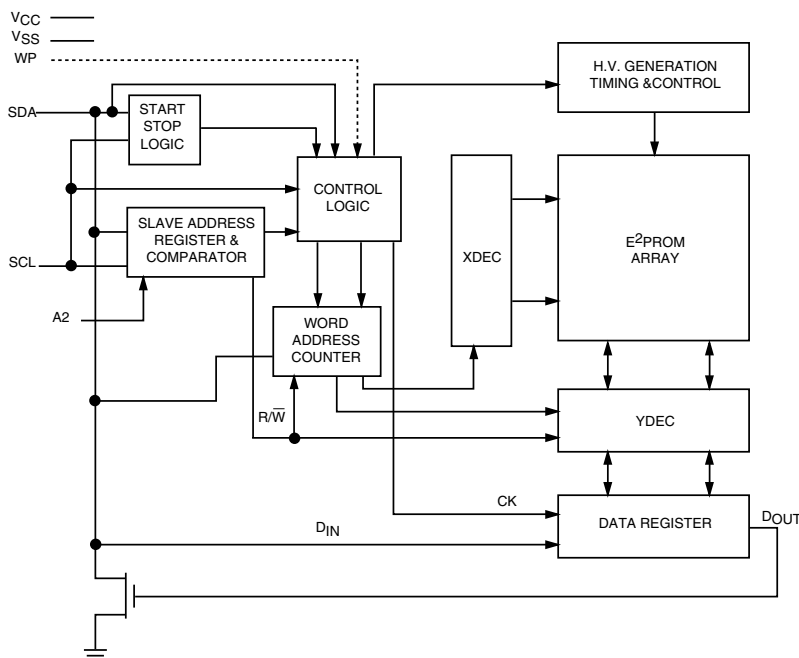 VCC
VSS
WP
H.V. GENERATION
TIMING &CONTROL
SDA
START
STOP
LOGIC
CONTROL
LOGIC
SLAVE ADDRESS
REGISTER &
COMPARATOR
XDEC
E²PROM
ARRAY
SCL
A2
WORD
ADDRESS
COUNTER
R/W̅
YDEC
CK
DATA REGISTER
DOUT
DIN